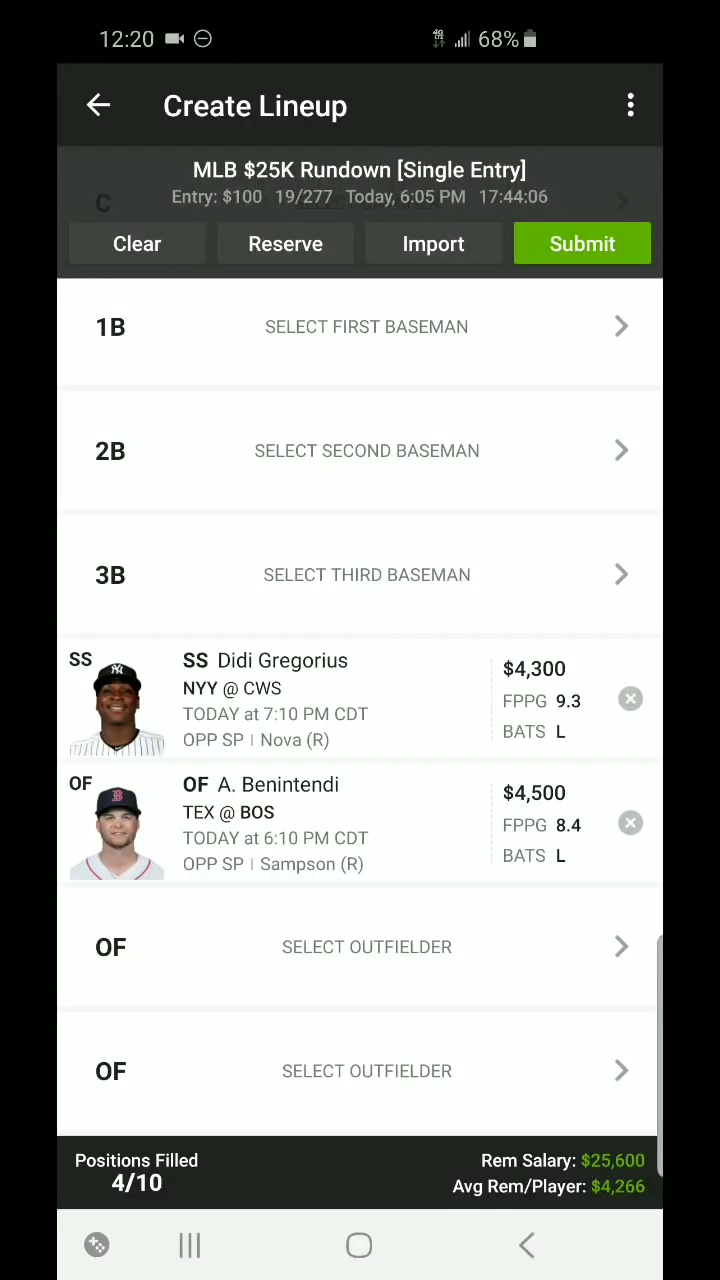 12:20 68%
Create Lineup
MLB $25K Rundown [Single Entry]
Entry: $100 19/277 Today, 6:05 PM 17:44:06
C
Clear Reserve Import Submit
1B SELECT FIRST BASEMAN
2B SELECT SECOND BASEMAN
3B SELECT THIRD BASEMAN
SS SS Didi Gregorius
NYY @ CWS
TODAY at 7:10 PM CDT
OPP SP | Nova (R)
$4,300
FPPG 9.3
BATS L
OF OF A. Benintendi
TEX @ BOS
TODAY at 6:10 PM CDT
OPP SP | Sampson (R)
$4,500
FPPG 8.4
BATS L
OF SELECT OUTFIELDER
OF SELECT OUTFIELDER
Positions Filled
4/10
Rem Salary: $25,600
Avg Rem/Player: $4,266